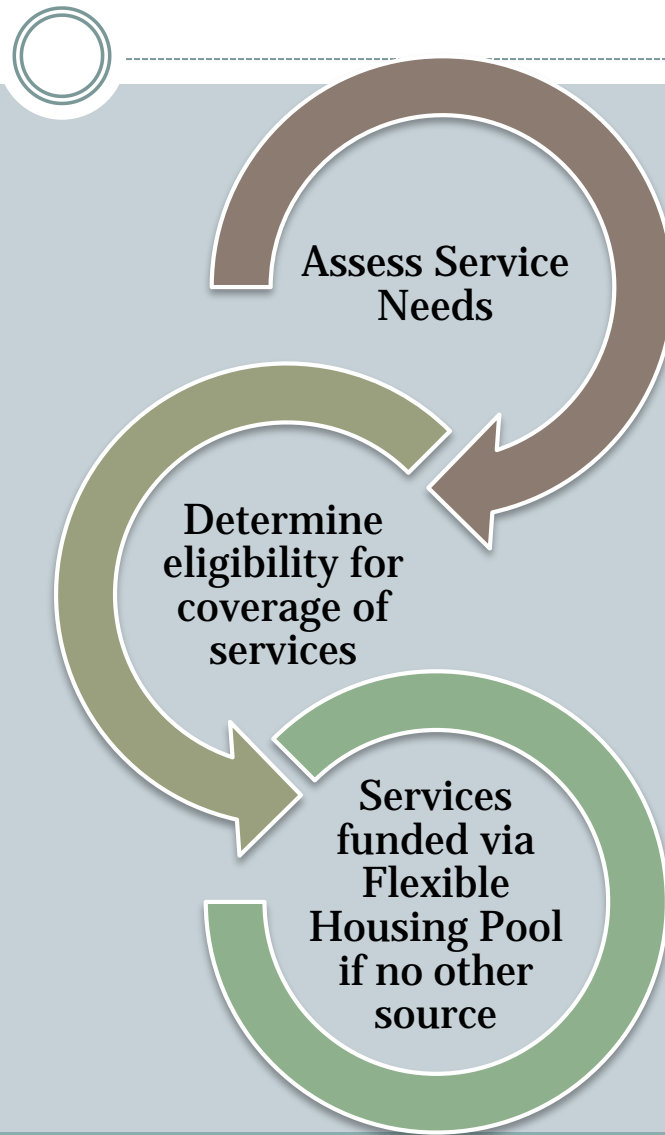 Assess Service
Needs
Determine
eligibility for
coverage of
services
Services
funded via
Flexible
Housing Pool
if no other
source